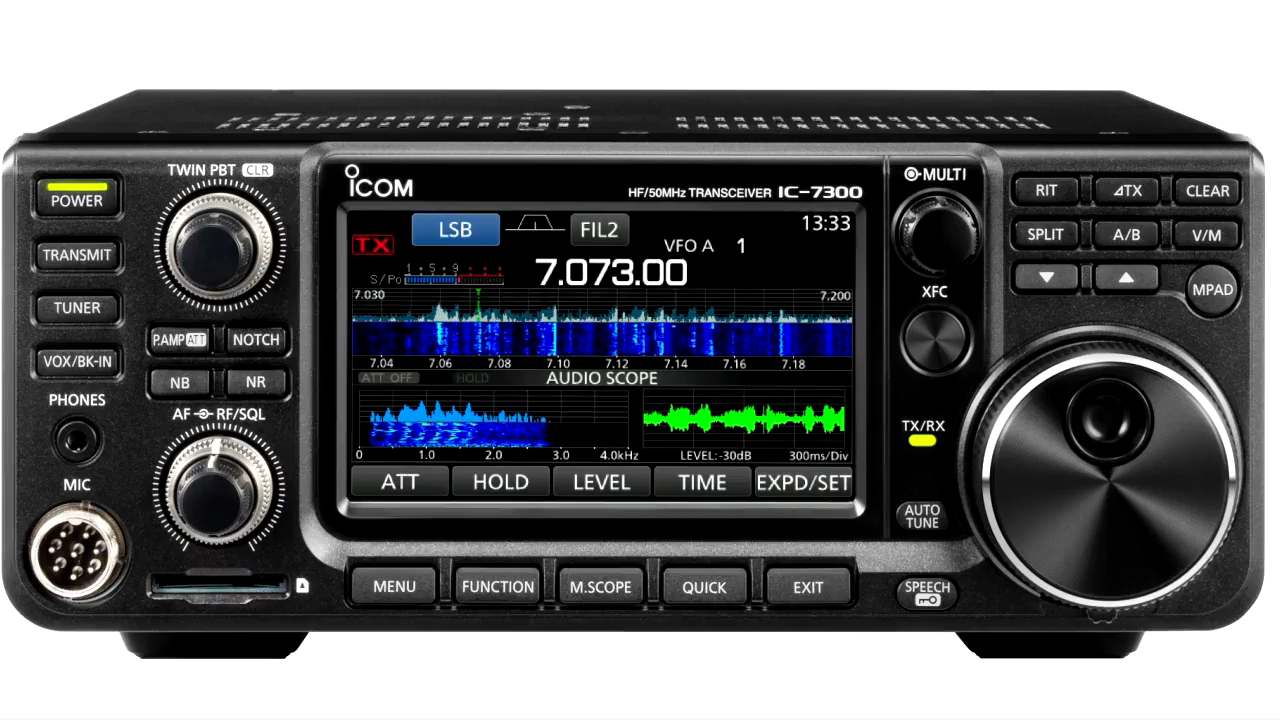 TWIN PBT CLR
POWER
TRANSMIT
TUNER
VOX/BK-IN
P.AMP ATT
NOTCH
NB
NR
PHONES
AF RF/SQL
MIC
ICOM
HF/50MHz TRANSCEIVER IC-7300
LSB
FIL2
13:33
TX
VFO A 1
S/Po 1 • 5 • 9
7.073.00
7.030
7.200
7.04 7.06 7.08 7.10 7.12 7.14 7.16 7.18
ATT OFF
HOLD
AUDIO SCOPE
0 1.0 2.0 3.0 4.0kHz
LEVEL:-30dB
300ms/Div
ATT
HOLD
LEVEL
TIME
EXPD/SET
MENU
FUNCTION
M.SCOPE
QUICK
EXIT
MULTI
XFC
TX/RX
AUTO
TUNE
SPEECH
RIT
⊿TX
CLEAR
SPLIT
A/B
V/M
▼
▲
MPAD